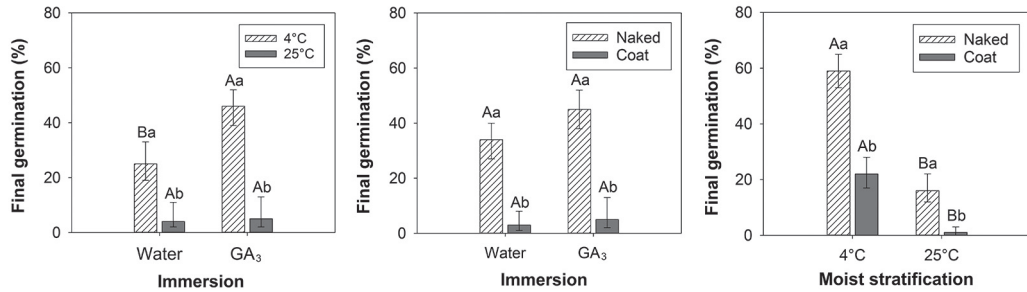 80
60
40
20
0
Final germination (%)
4°C
25°C
Ba
Ab
Aa
Ab
Water
GA₃
Immersion
80
60
40
20
0
Final germination (%)
Naked
Coat
Aa
Ab
Aa
Ab
Water
GA₃
Immersion
80
60
40
20
0
Final germination (%)
Naked
Coat
Aa
Ab
Ba
Bb
4°C
25°C
Moist stratification